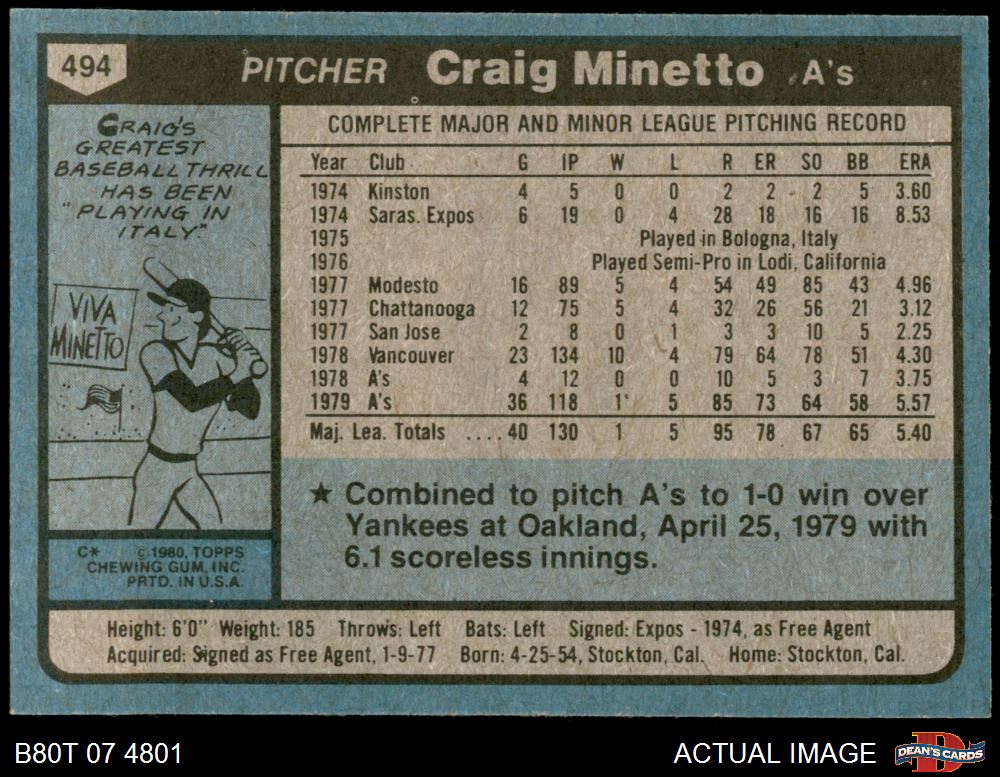 494 PITCHER Craig Minetto A's
CRAIG'S
GREATEST
BASEBALL THRILL
HAS BEEN
"PLAYING IN
ITALY."
VIVA
MINETTO
C* © 1980, TOPPS
CHEWING GUM, INC.
PRTD. IN U.S.A.
COMPLETE MAJOR AND MINOR LEAGUE PITCHING RECORD
Year Club G IP W L R ER SO BB ERA
1974 Kinston 4 5 0 0 2 2 2 5 3.60
1974 Saras. Expos 6 19 0 4 28 18 16 16 8.53
1975 Played in Bologna, Italy
1976 Played Semi-Pro in Lodi, California
1977 Modesto 16 89 5 4 54 49 85 43 4.96
1977 Chattanooga 12 75 5 4 32 26 56 21 3.12
1977 San Jose 2 8 0 1 3 3 10 5 2.25
1978 Vancouver 23 134 10 4 79 64 78 51 4.30
1978 A's 4 12 0 0 10 5 3 7 3.75
1979 A's 36 118 1 5 85 73 64 58 5.57
Maj. Lea. Totals ....40 130 1 5 95 78 67 65 5.40
★ Combined to pitch A's to 1-0 win over
Yankees at Oakland, April 25, 1979 with
6.1 scoreless innings.
Height: 6'0" Weight: 185 Throws: Left Bats: Left Signed: Expos - 1974, as Free Agent
Acquired: Signed as Free Agent, 1-9-77 Born: 4-25-54, Stockton, Cal. Home: Stockton, Cal.
B80T 07 4801 ACTUAL IMAGE D DEAN'S CARDS